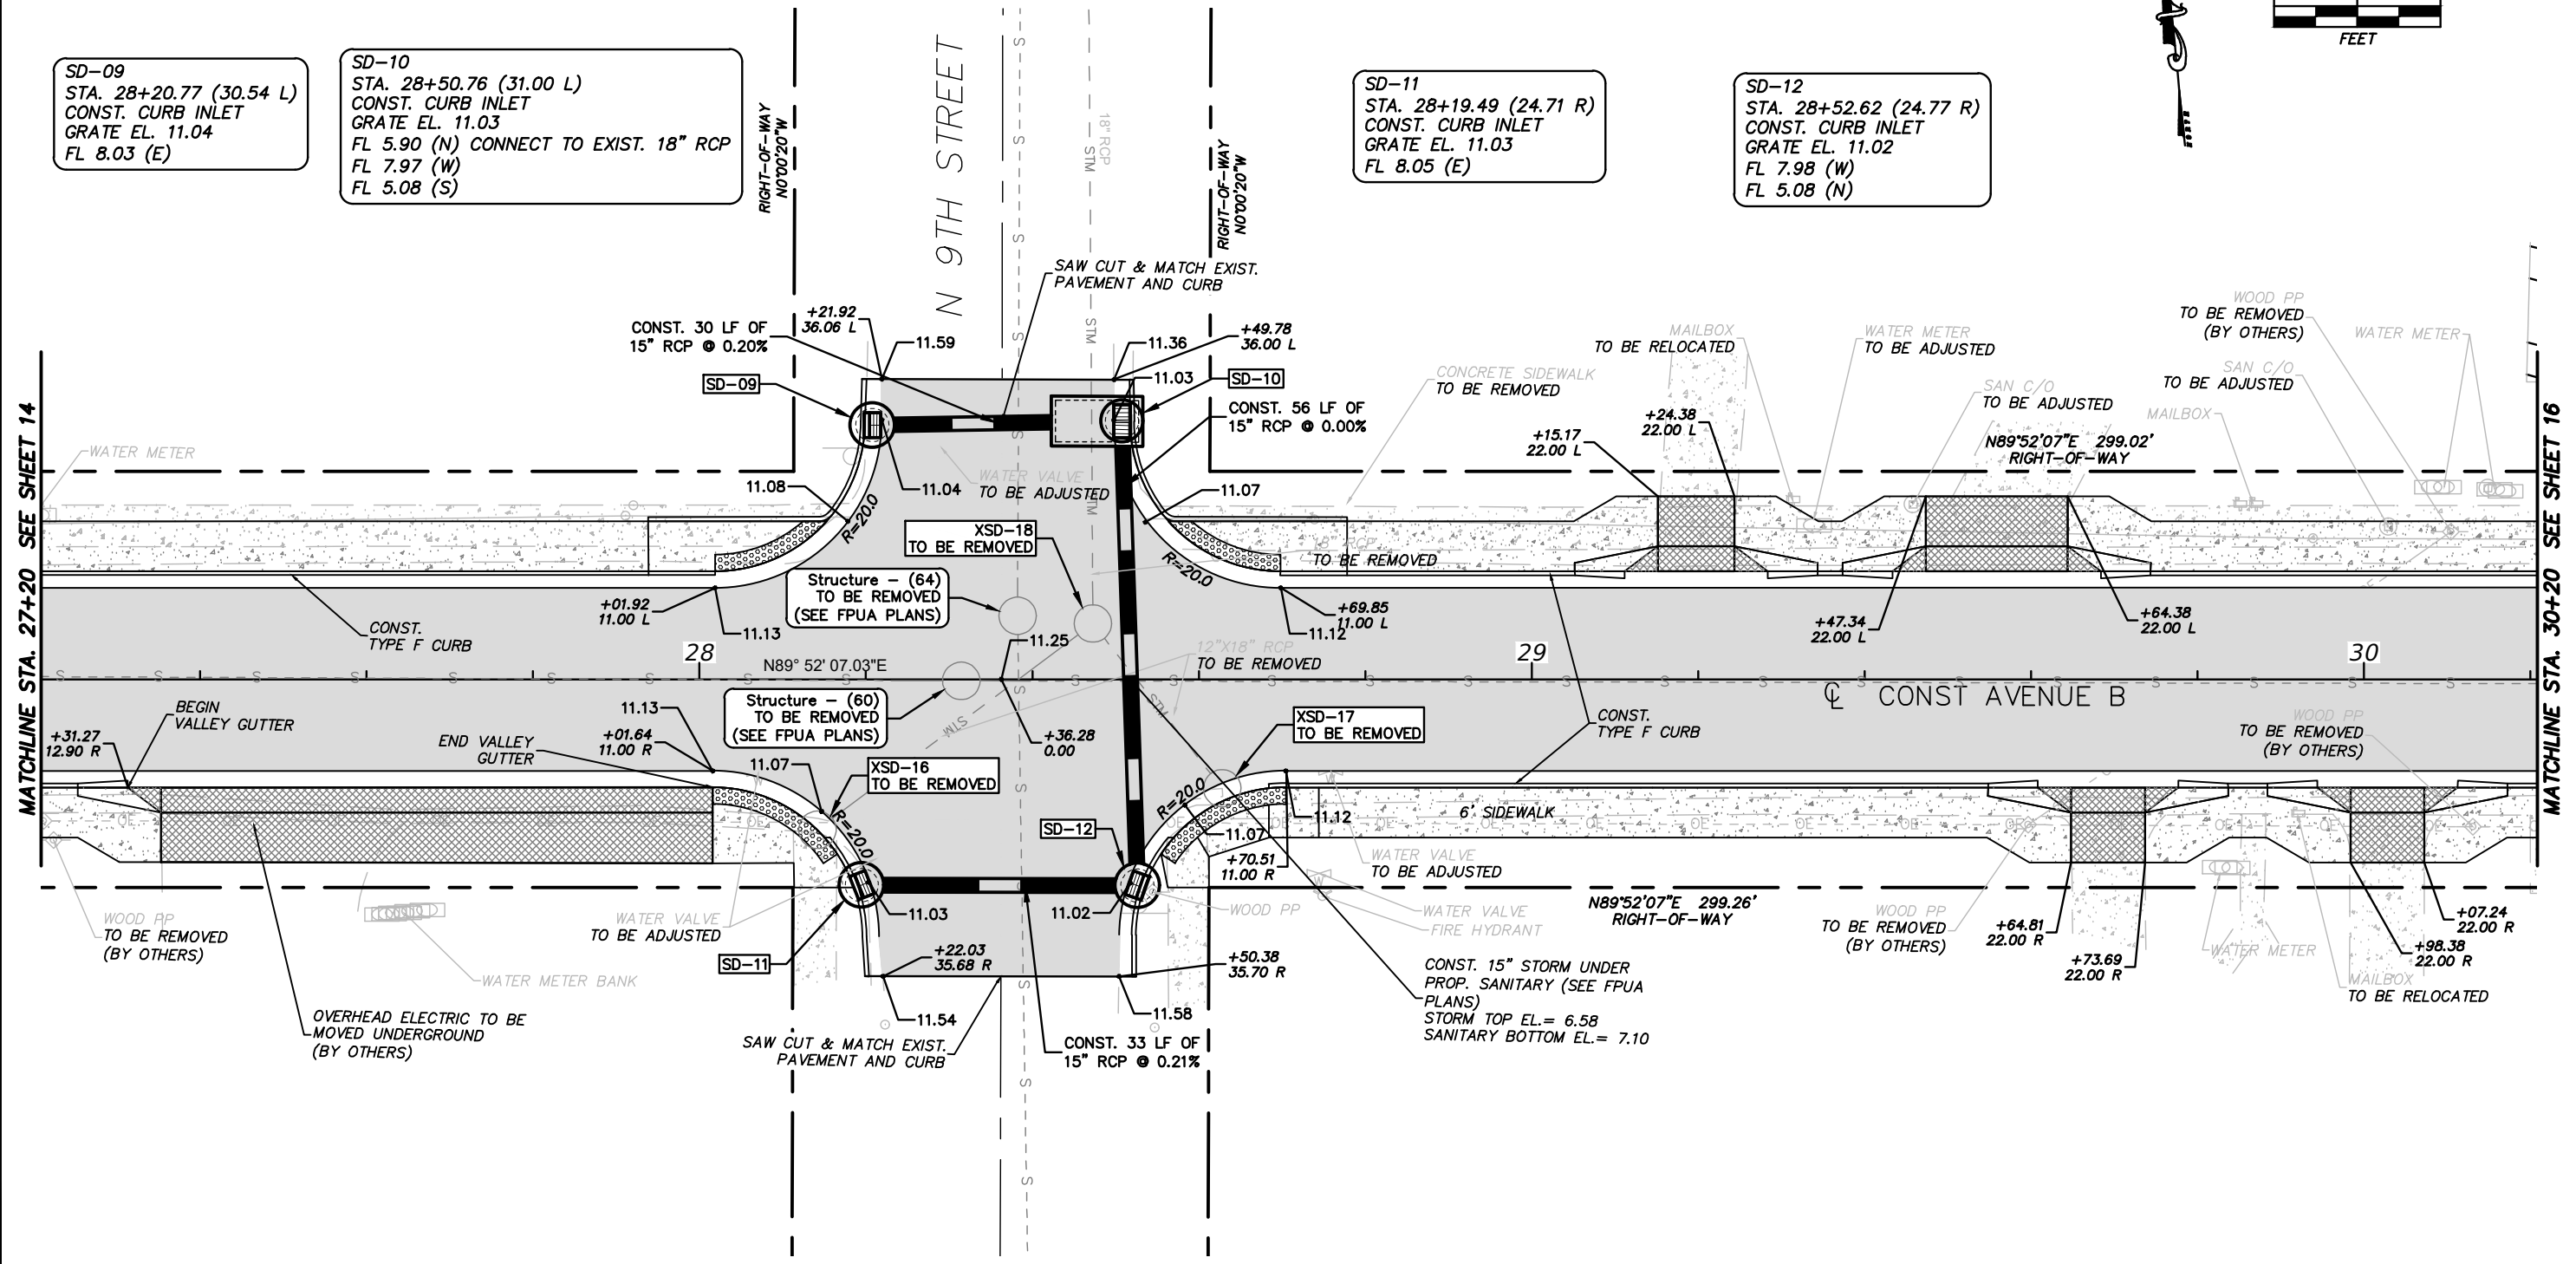 FEET
SD-09
STA. 28+20.77 (30.54 L)
CONST. CURB INLET
GRATE EL. 11.04
FL 8.03 (E)
SD-10
STA. 28+50.76 (31.00 L)
CONST. CURB INLET
GRATE EL. 11.03
FL 5.90 (N) CONNECT TO EXIST. 18" RCP
FL 7.97 (W)
FL 5.08 (S)
SD-11
STA. 28+19.49 (24.71 R)
CONST. CURB INLET
GRATE EL. 11.03
FL 8.05 (E)
SD-12
STA. 28+52.62 (24.77 R)
CONST. CURB INLET
GRATE EL. 11.02
FL 7.98 (W)
FL 5.08 (N)
RIGHT-OF-WAY
N0°00'20"W
N 9TH STREET
18" RCP
STM
RIGHT-OF-WAY
N0°00'20"W
SAW CUT & MATCH EXIST.
PAVEMENT AND CURB
CONST. 30 LF OF
15" RCP @ 0.20%
+21.92
36.06 L
11.59
11.36
+49.78
36.00 L
11.03
SD-09
SD-10
CONST. 56 LF OF
15" RCP @ 0.00%
CONCRETE SIDEWALK
TO BE REMOVED
MAILBOX
TO BE RELOCATED
WATER METER
TO BE ADJUSTED
WOOD PP
TO BE REMOVED
(BY OTHERS)
WATER METER
SAN C/O
TO BE ADJUSTED
SAN C/O
TO BE ADJUSTED
MAILBOX
+15.17
22.00 L
+24.38
22.00 L
N89°52'07"E 299.02'
RIGHT-OF-WAY
MATCHLINE STA. 27+20 SEE SHEET 14
MATCHLINE STA. 30+20 SEE SHEET 16
WATER METER
11.08
11.04
WATER VALVE
TO BE ADJUSTED
11.07
R=20.0
R=20.0
XSD-18
TO BE REMOVED
18" RCP
TO BE REMOVED
Structure - (64)
TO BE REMOVED
(SEE FPUA PLANS)
+01.92
11.00 L
11.13
CONST.
TYPE F CURB
+69.85
11.00 L
11.12
+47.34
22.00 L
+64.38
22.00 L
11.25
12"X18" RCP
TO BE REMOVED
28
29
30
N89° 52' 07.03"E
CL CONST AVENUE B
Structure - (60)
TO BE REMOVED
(SEE FPUA PLANS)
STM
STM
+36.28
0.00
BEGIN
VALLEY GUTTER
+31.27
12.90 R
END VALLEY
GUTTER
11.13
+01.64
11.00 R
11.07
XSD-16
TO BE REMOVED
XSD-17
TO BE REMOVED
CONST.
TYPE F CURB
WOOD PP
TO BE REMOVED
(BY OTHERS)
R=20.0
R=20.0
SD-12
11.12
11.07
+70.51
11.00 R
6' SIDEWALK
WATER VALVE
TO BE ADJUSTED
WOOD PP
WATER VALVE
FIRE HYDRANT
N89°52'07"E 299.26'
RIGHT-OF-WAY
WOOD PP
TO BE REMOVED
(BY OTHERS)
WATER METER BANK
WATER VALVE
TO BE ADJUSTED
11.03
11.02
SD-11
+22.03
35.68 R
+50.38
35.70 R
11.54
11.58
OVERHEAD ELECTRIC TO BE
MOVED UNDERGROUND
(BY OTHERS)
SAW CUT & MATCH EXIST.
PAVEMENT AND CURB
CONST. 33 LF OF
15" RCP @ 0.21%
CONST. 15" STORM UNDER
PROP. SANITARY (SEE FPUA
PLANS)
STORM TOP EL.= 6.58
SANITARY BOTTOM EL.= 7.10
WOOD PP
TO BE REMOVED
(BY OTHERS)
+64.81
22.00 R
+73.69
22.00 R
WATER METER
+07.24
22.00 R
+98.38
22.00 R
MAILBOX
TO BE RELOCATED